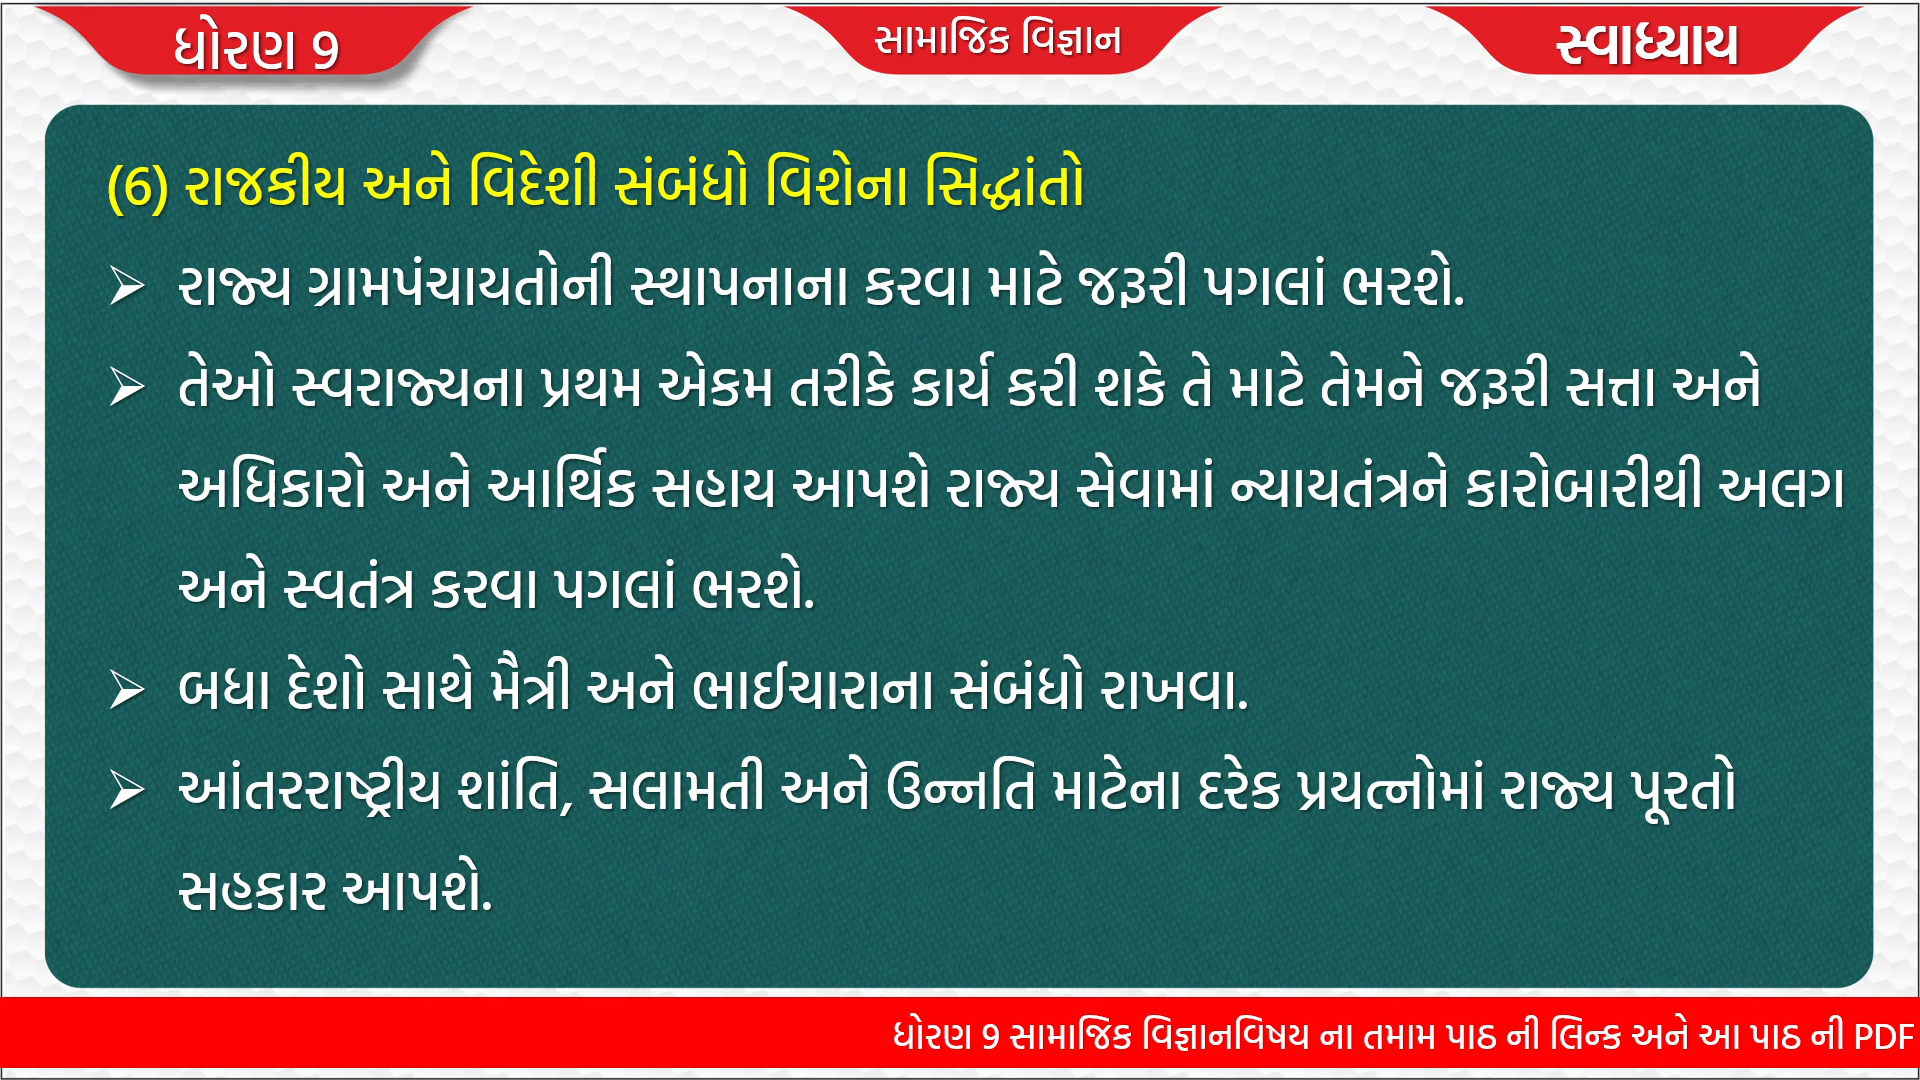 ધોરણ 9
સામાજિક વિજ્ઞાન
સ્વાધ્યાય
(6) રાજકીય અને વિદેશી સંબંધો વિશેના સિદ્ધાંતો
➢ રાજ્ય ગ્રામપંચાયતોની સ્થાપનાના કરવા માટે જરૂરી પગલાં ભરશે.
➢ તેઓ સ્વરાજ્યના પ્રથમ એકમ તરીકે કાર્ય કરી શકે તે માટે તેમને જરૂરી સત્તા અને
અધિકારો અને આર્થિક સહાય આપશે રાજ્ય સેવામાં ન્યાયતંત્રને કારોબારીથી અલગ
અને સ્વતંત્ર કરવા પગલાં ભરશે.
➢ બધા દેશો સાથે મૈત્રી અને ભાઈચારાના સંબંધો રાખવા.
➢ આંતરરાષ્ટ્રીય શાંતિ, સલામતી અને ઉન્નતિ માટેના દરેક પ્રયત્નોમાં રાજ્ય પૂરતો
સહકાર આપશે.
ધોરણ 9 સામાજિક વિજ્ઞાનવિષય ના તમામ પાઠ ની લિન્ક અને આ પાઠ ની PDF